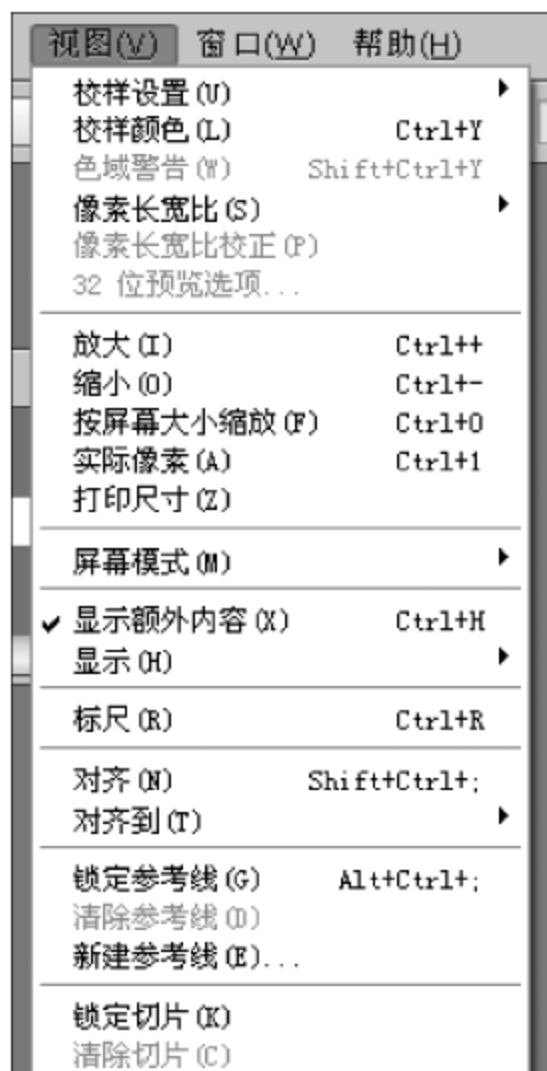 视图(V) 窗口(W) 帮助(H)
校样设置(U)
校样颜色(L) Ctrl+Y
色域警告(W) Shift+Ctrl+Y
像素长宽比(S)
像素长宽比校正(P)
32 位预览选项...
放大(I) Ctrl++
缩小(O) Ctrl+-
按屏幕大小缩放(F) Ctrl+0
实际像素(A) Ctrl+1
打印尺寸(Z)
屏幕模式(M)
显示额外内容(X) Ctrl+H
显示(H)
标尺(R) Ctrl+R
对齐(N) Shift+Ctrl+;
对齐到(T)
锁定参考线(G) Alt+Ctrl+;
清除参考线(D)
新建参考线(E)...
锁定切片(K)
清除切片(C)